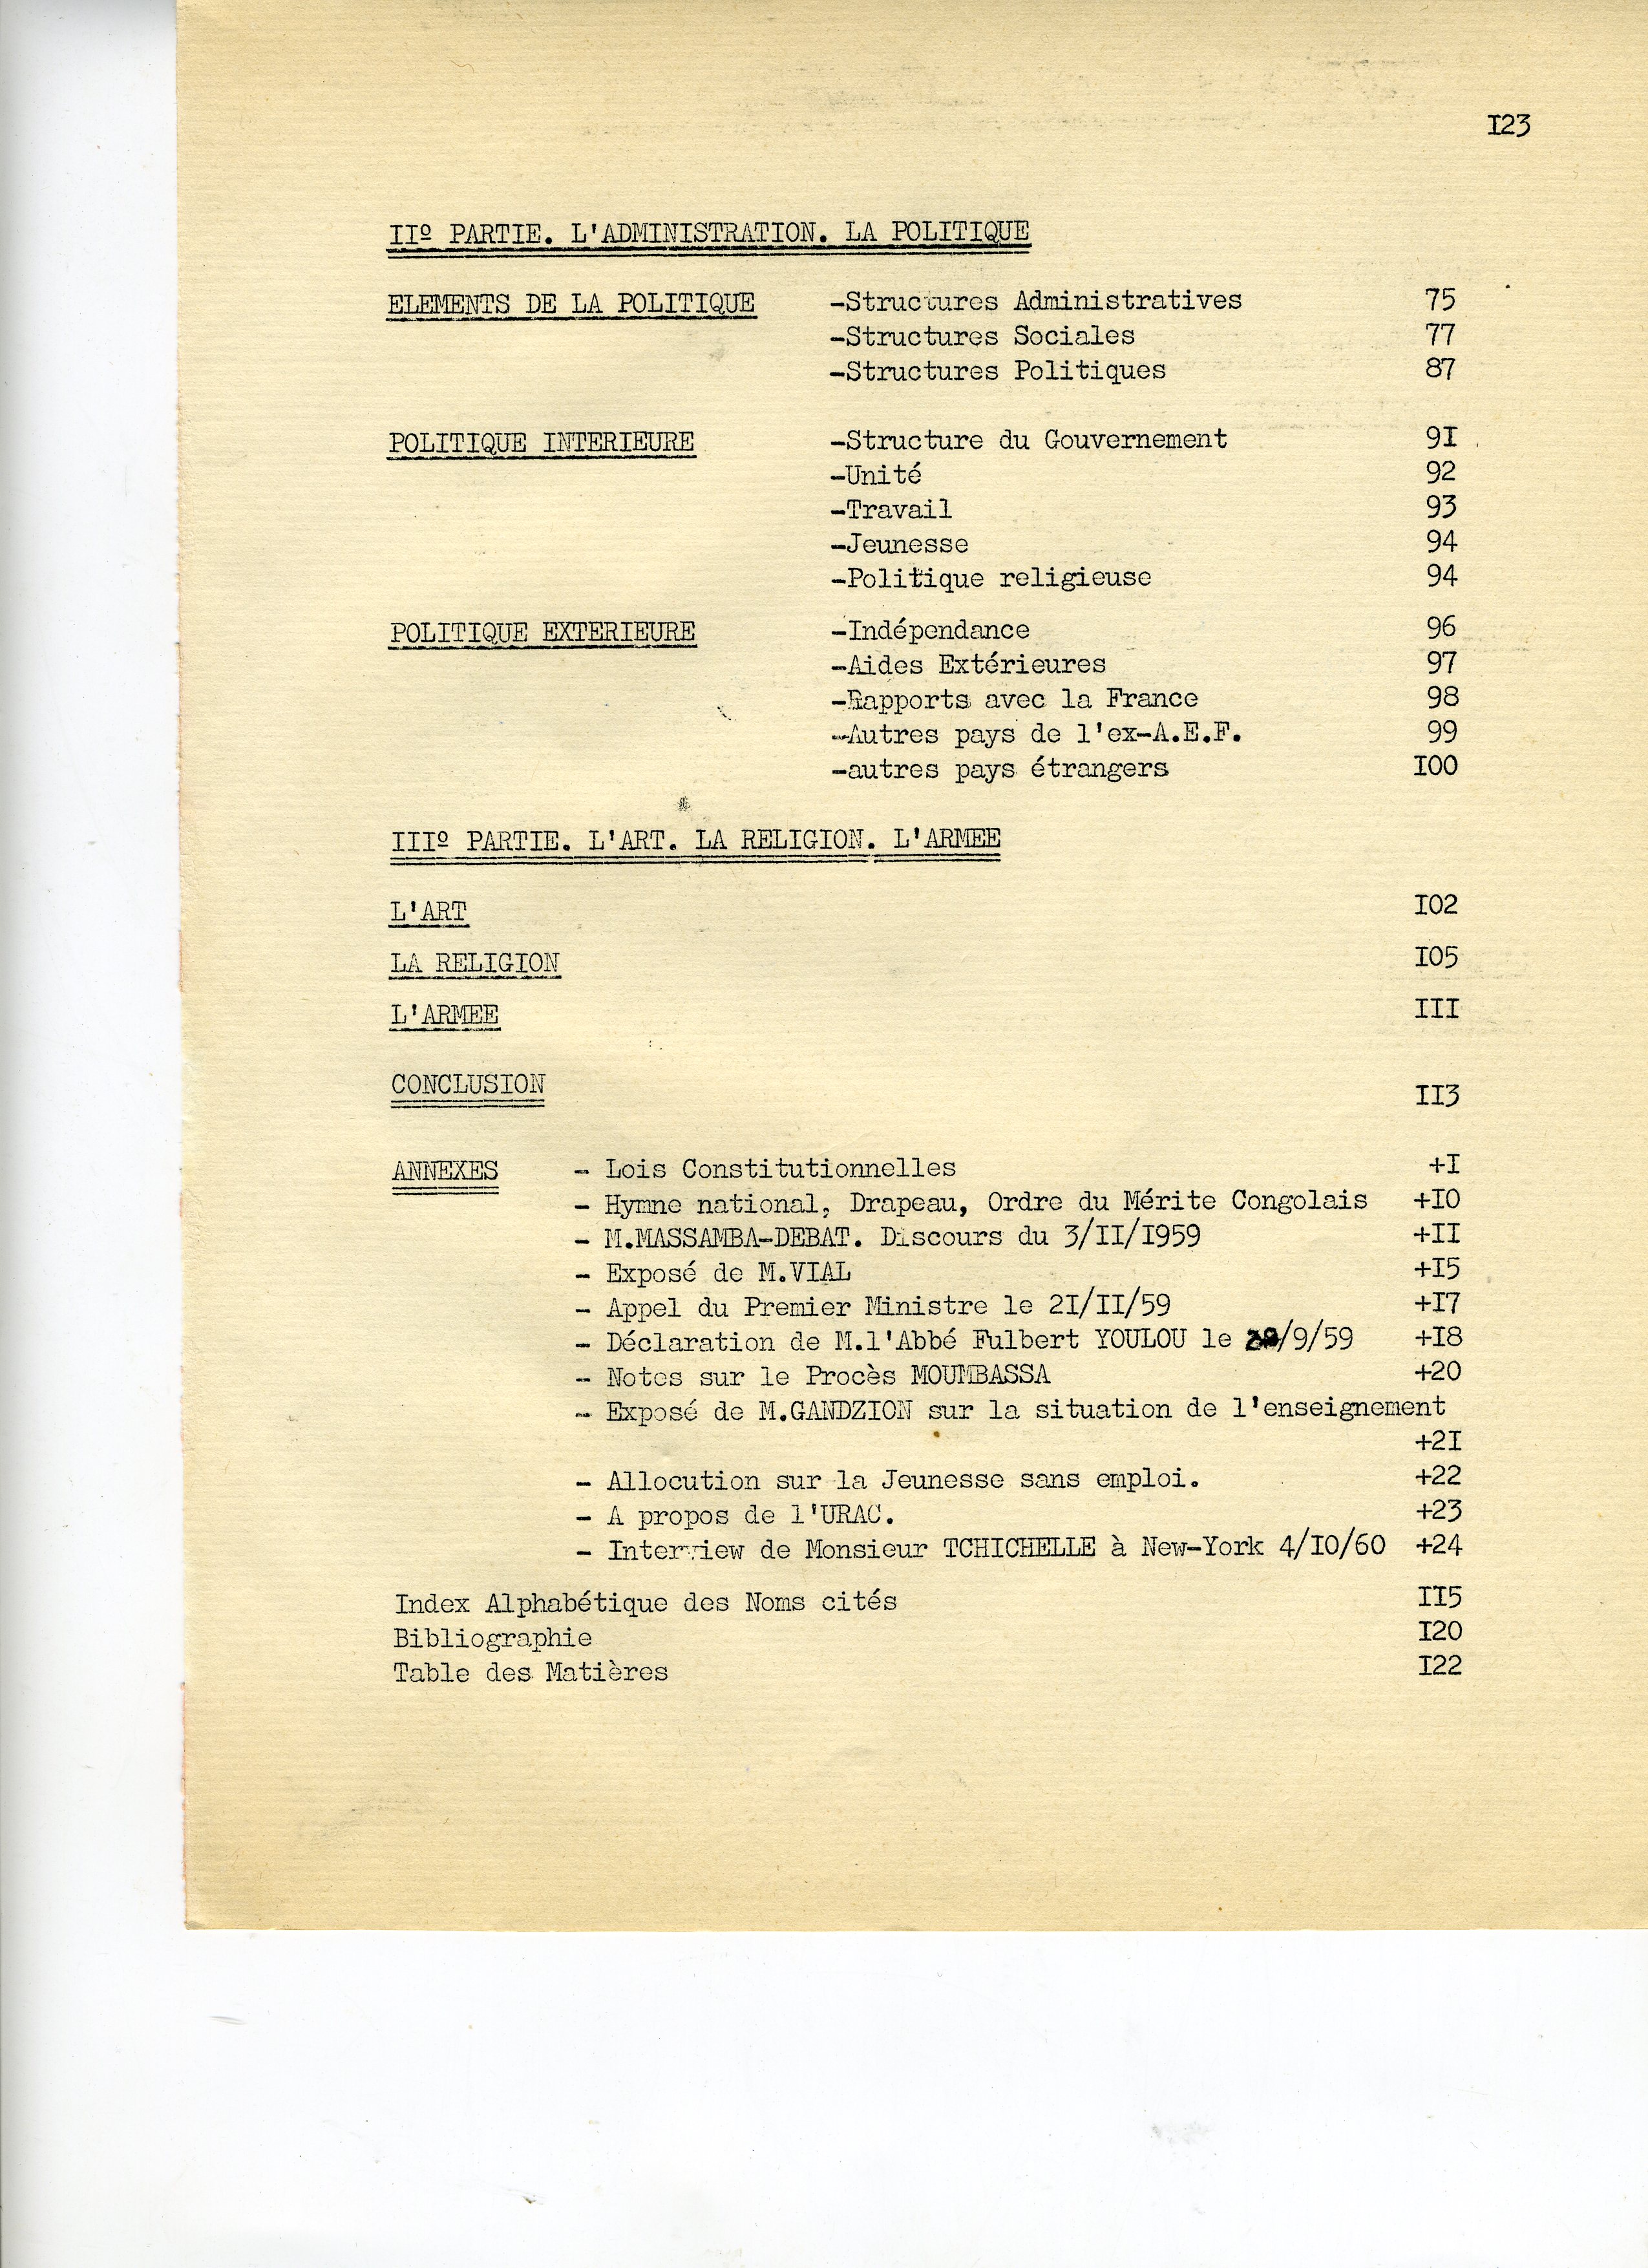 I23
IIº PARTIE. L'ADMINISTRATION. LA POLITIQUE
ELEMENTS DE LA POLITIQUE -Structures Administratives 75
-Structures Sociales 77
-Structures Politiques 87
POLITIQUE INTERIEURE -Structure du Gouvernement 9I
-Unité 92
-Travail 93
-Jeunesse 94
-Politique religieuse 94
POLITIQUE EXTERIEURE -Indépendance 96
-Aides Extérieures 97
-Rapports avec la France 98
-Autres pays de l'ex-A.E.F. 99
-autres pays étrangers I00
IIIº PARTIE. L'ART. LA RELIGION. L'ARMEE
L'ART I02
LA RELIGION I05
L'ARMEE III
CONCLUSION II3
ANNEXES - Lois Constitutionnelles +I
- Hymne national, Drapeau, Ordre du Mérite Congolais +I0
- M.MASSAMBA-DEBAT. Discours du 3/II/I959 +II
- Exposé de M.VIAL +I5
- Appel du Premier Ministre le 2I/II/59 +I7
- Déclaration de M.l'Abbé Fulbert YOULOU le /9/59 +I8
- Notes sur le Procès MOUMBASSA +20
- Exposé de M.GANDZION sur la situation de l'enseignement
+2I
- Allocution sur la Jeunesse sans emploi. +22
- A propos de l'URAC. +23
- Interview de Monsieur TCHICHELLE à New-York 4/I0/60 +24
Index Alphabétique des Noms cités II5
Bibliographie I20
Table des Matières I22